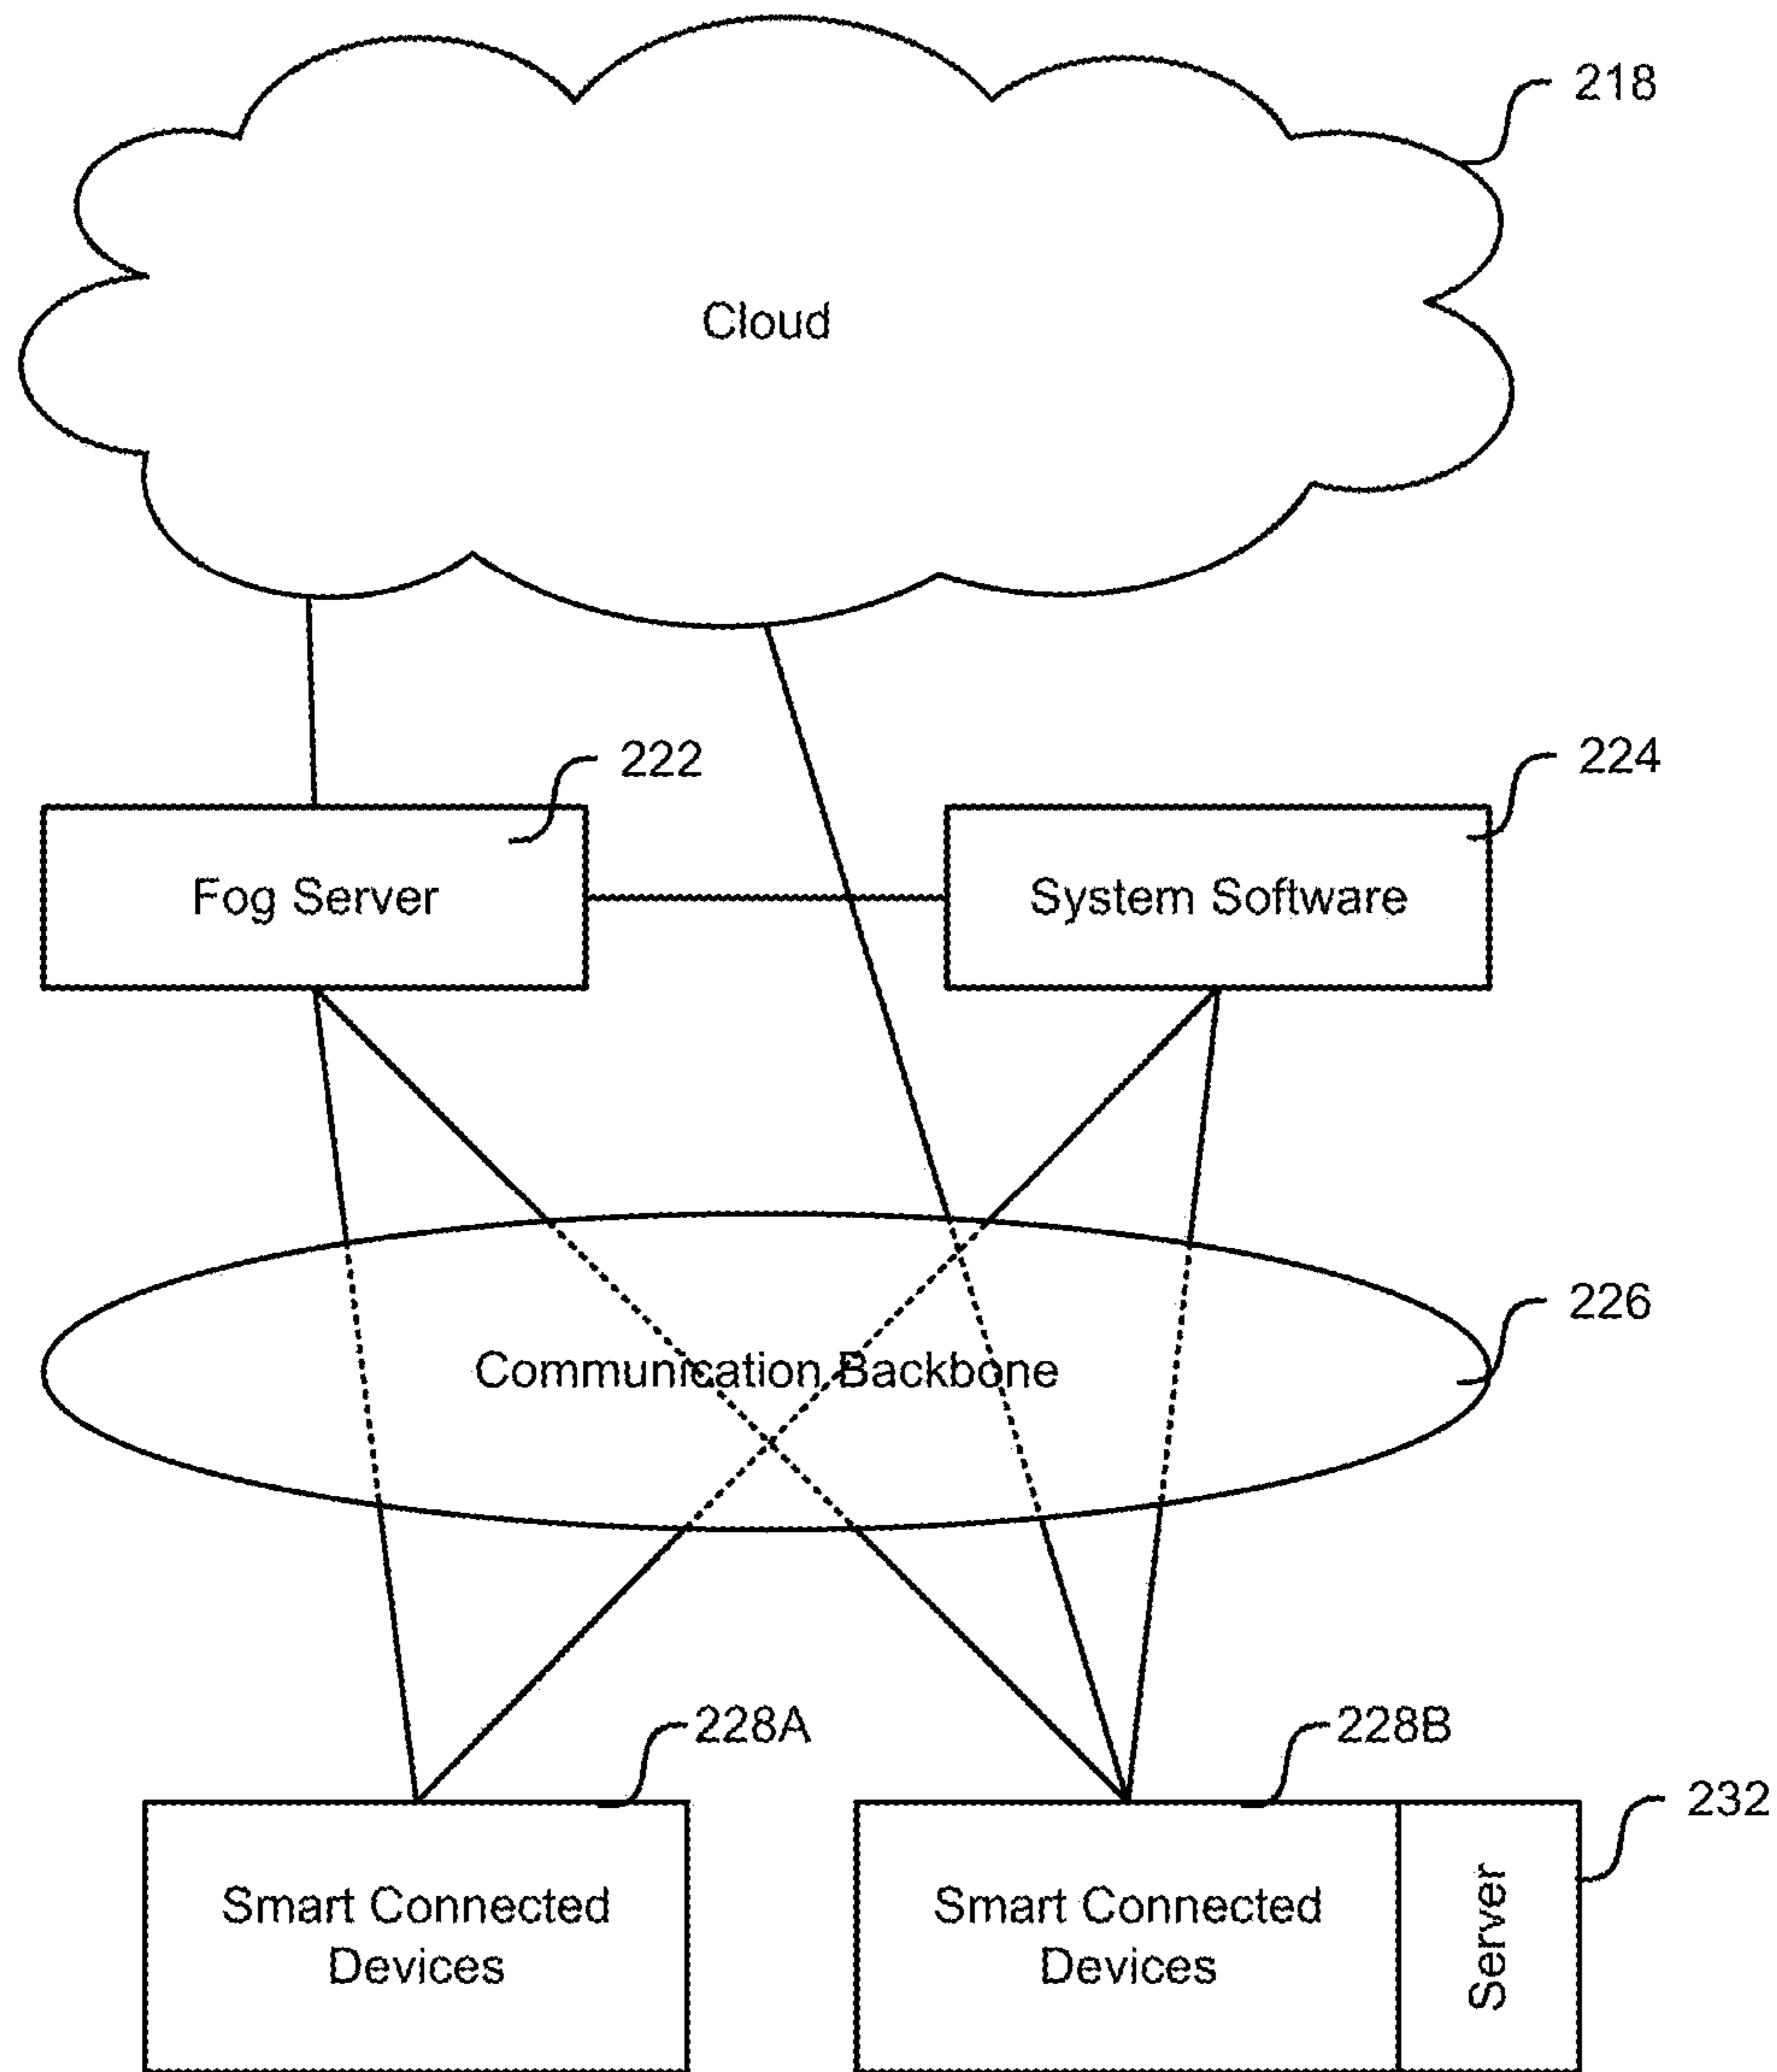 218
Cloud
222
224
Fog Server
System Software
226
Communication Backbone
228A
228B
232
Smart Connected
Devices
Smart Connected
Devices
Server